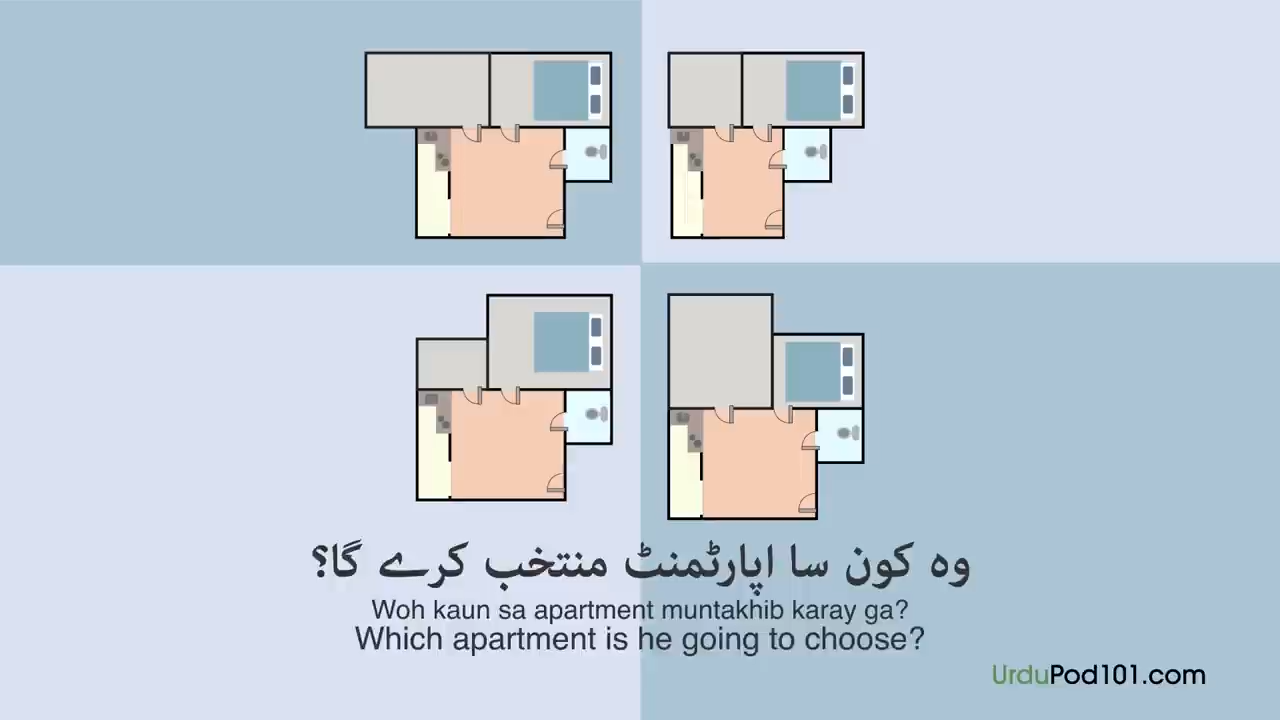 وہ کون سا اپارٹمنٹ منتخب کرے گا؟
Woh kaun sa apartment muntakhib karay ga?
Which apartment is he going to choose?
UrduPod101.com